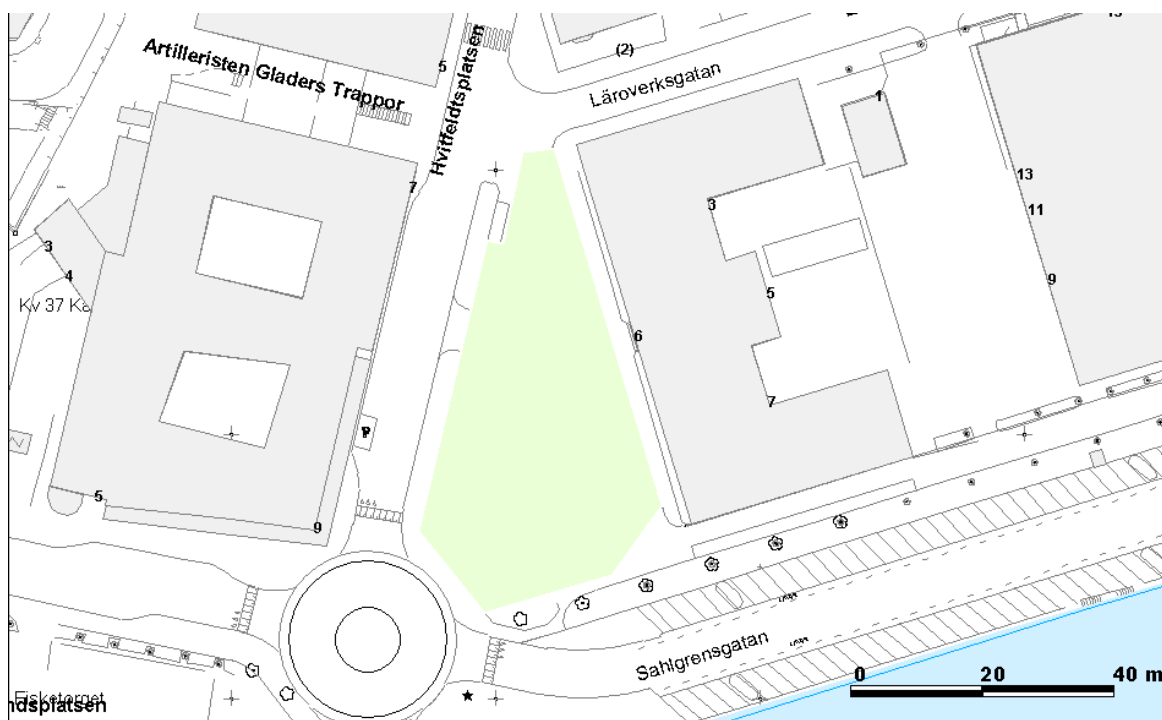 13
(2)
Artilleristen Gladers Trappor
5
Hvitfeldtsplatsen
Läroverksgatan
1
7
3
13
11
3
4
5
9
Kv 37 Ka
6
7
P
5
9
Sahlgrensgatan
0 20 40 m
Fisketorget
ndsplatsen